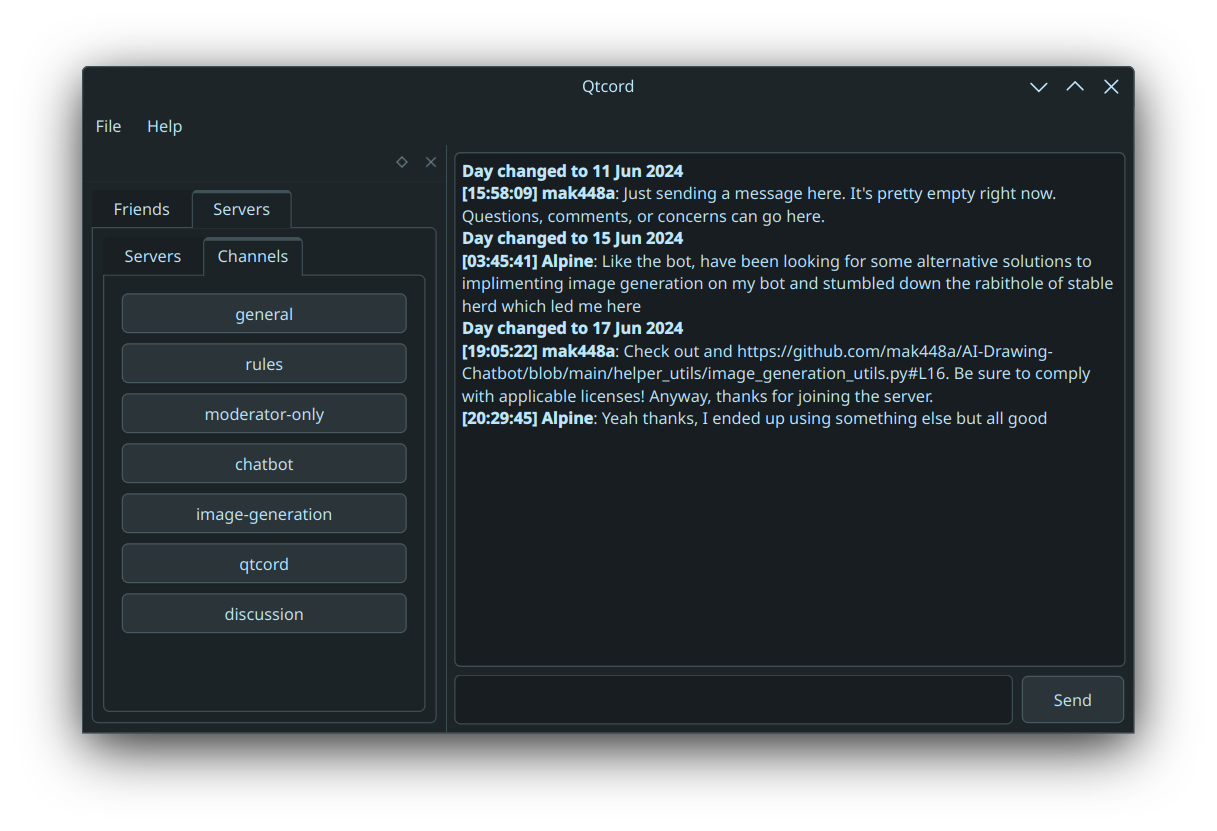 Qtcord
File Help
Friends Servers
Servers Channels
general
rules
moderator-only
chatbot
image-generation
qtcord
discussion
Day changed to 11 Jun 2024
[15:58:09] mak448a: Just sending a message here. It's pretty empty right now.
Questions, comments, or concerns can go here.
Day changed to 15 Jun 2024
[03:45:41] Alpine: Like the bot, have been looking for some alternative solutions to
implimenting image generation on my bot and stumbled down the rabithole of stable
herd which led me here
Day changed to 17 Jun 2024
[19:05:22] mak448a: Check out and https://github.com/mak448a/AI-Drawing-
Chatbot/blob/main/helper_utils/image_generation_utils.py#L16. Be sure to comply
with applicable licenses! Anyway, thanks for joining the server.
[20:29:45] Alpine: Yeah thanks, I ended up using something else but all good
Send